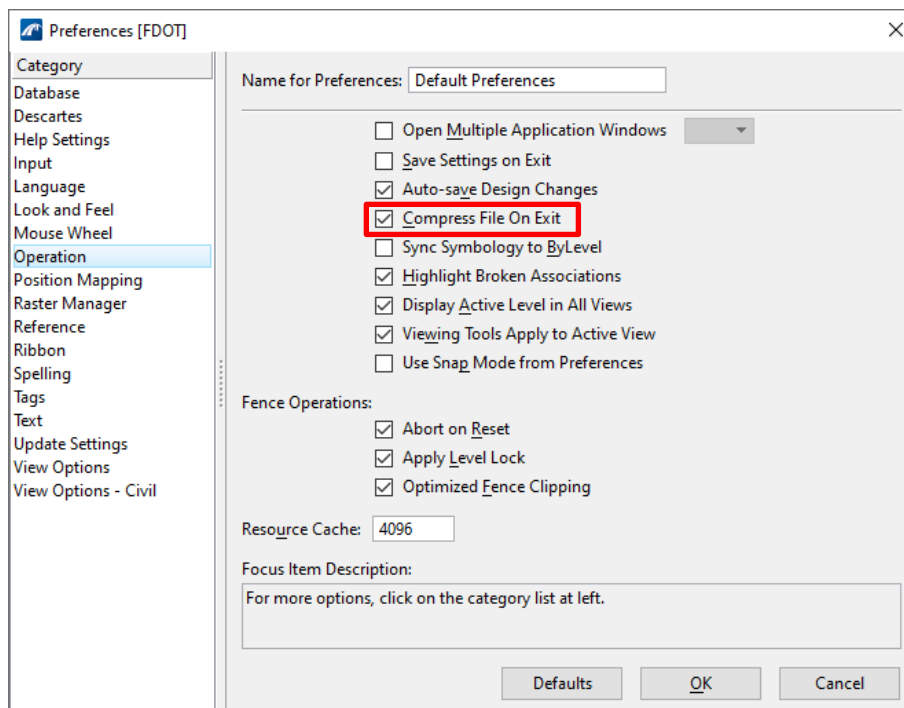 Preferences [FDOT]
Category
Database
Descartes
Help Settings
Input
Language
Look and Feel
Mouse Wheel
Operation
Position Mapping
Raster Manager
Reference
Ribbon
Spelling
Tags
Text
Update Settings
View Options
View Options - Civil
Name for Preferences: Default Preferences
Open Multiple Application Windows
Save Settings on Exit
Auto-save Design Changes
Compress File On Exit
Sync Symbology to ByLevel
Highlight Broken Associations
Display Active Level in All Views
Viewing Tools Apply to Active View
Use Snap Mode from Preferences
Fence Operations:
Abort on Reset
Apply Level Lock
Optimized Fence Clipping
Resource Cache: 4096
Focus Item Description:
For more options, click on the category list at left.
Defaults OK Cancel